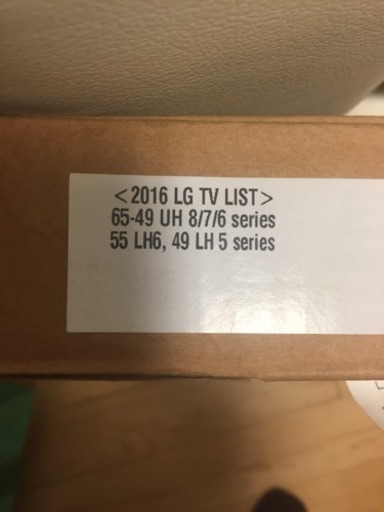 <2016 LG TV LIST>
65-49 UH 8/7/6 series
55 LH6, 49 LH 5 series